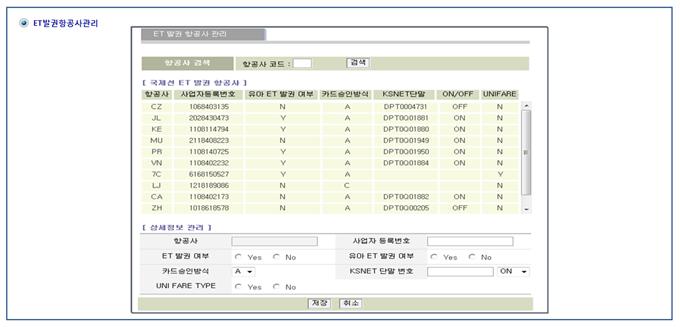 ET발권항공사관리
ET 발권 항공사 관리
항공사 검색 항공사 코드 : 검색
[ 국제선 ET 발권 항공사 ]
항공사 사업자등록번호 유아 ET 발권 여부 카드승인방식 KSNET단말 ON/OFF UNIFARE
CZ 1068403135 N A DPT0004731 OFF N
JL 2028430473 Y A DPT0Q01881 ON N
KE 1108114794 Y A DPT0Q01880 ON N
MU 2118408223 N A DPT0Q01949 ON N
PR 1108140725 Y A DPT0Q01950 ON N
VN 1108402232 Y A DPT0Q01884 ON N
7C 6168150527 Y A Y
LJ 1218189086 N C N
CA 1108402173 N A DPT0Q01882 ON N
ZH 1018618578 N A DPT0Q00205 OFF N
[ 상세정보 관리 ]
항공사 사업자 등록번호
ET 발권 여부 Yes No 유아 ET 발권 여부 Yes No
카드승인방식 A KSNET 단말 번호 ON
UNI FARE TYPE Yes No
저장 취소